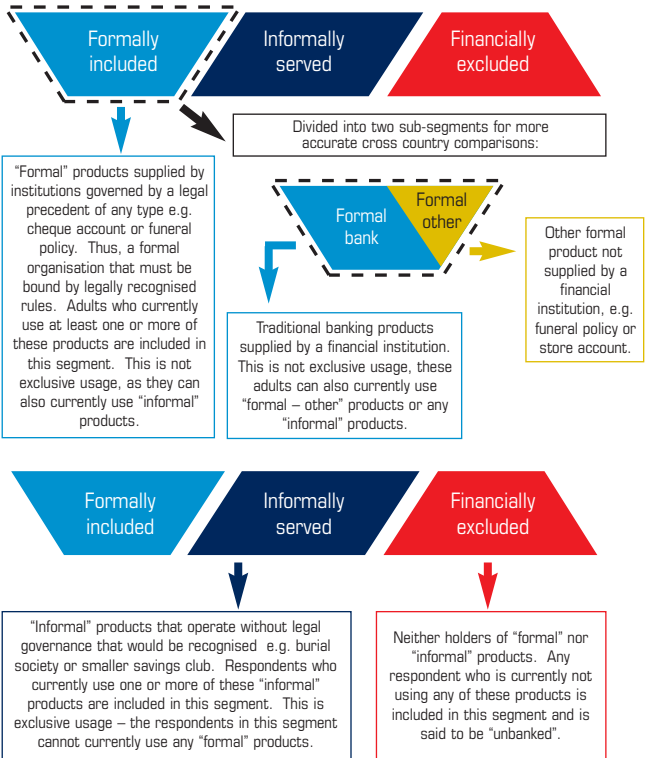 Formally
included
Informally
served
Financially
excluded
Divided into two sub-segments for more
accurate cross country comparisons:
“Formal” products supplied by
institutions governed by a legal
precedent of any type e.g.
cheque account or funeral
policy.  Thus, a formal
organisation that must be
bound by legally recognised
rules.  Adults who currently
use at least one or more of
these products are included in
this segment.  This is not
exclusive usage, as they can
also currently use “informal”
products.
Formal
bank
Formal
other
Traditional banking products
supplied by a financial institution.
This is not exclusive usage, these
adults can also currently use
“formal – other” products or any
“informal” products.
Other formal
product not
supplied by a
financial
institution, e.g.
funeral policy or
store account.
Formally
included
Informally
served
Financially
excluded
“Informal” products that operate without legal
governance that would be recognised  e.g. burial
society or smaller savings club.  Respondents who
currently use one or more of these “informal”
products are included in this segment.  This is
exclusive usage – the respondents in this segment
cannot currently use any “formal” products.
Neither holders of “formal” nor
“informal” products.  Any
respondent who is currently not
using any of these products is
included in this segment and is
said to be “unbanked”.